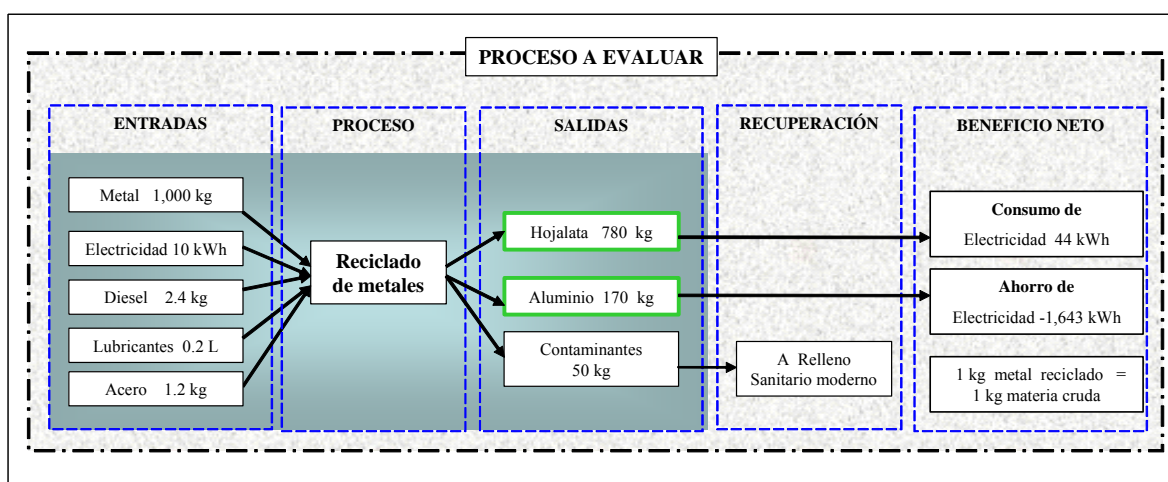 PROCESO A EVALUAR
ENTRADAS
PROCESO
SALIDAS
RECUPERACIÓN
BENEFICIO NETO
Metal 1,000 kg
Electricidad 10 kWh
Diesel 2.4 kg
Lubricantes 0.2 L
Acero 1.2 kg
Reciclado
de metales
Hojalata 780 kg
Aluminio 170 kg
Contaminantes
50 kg
A Relleno
Sanitario moderno
Consumo de
Electricidad 44 kWh
Ahorro de
Electricidad -1,643 kWh
1 kg metal reciclado =
1 kg materia cruda